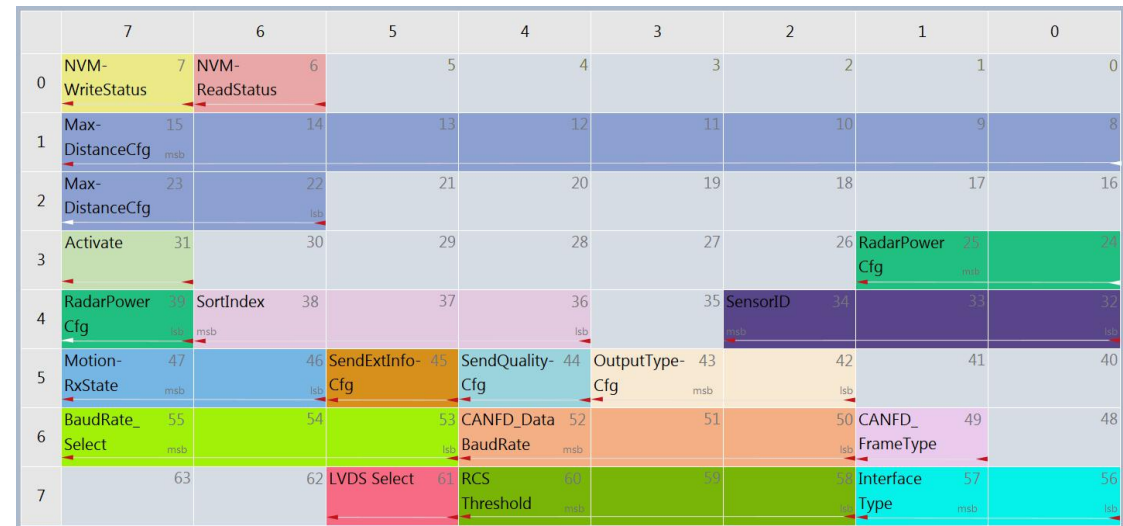 7 6 5 4 3 2 1 0
0 NVM- 7 NVM- 6 5 4 3 2 1 0
WriteStatus ReadStatus
1 Max- 15 14 13 12 11 10 9 8
DistanceCfg msb
2 Max- 23 22 21 20 19 18 17 16
DistanceCfg lsb
3 Activate 31 30 29 28 27 26 RadarPower 25 24
Cfg msb
4 RadarPower 39 SortIndex 38 37 36 35 SensorID 34 33 32
Cfg lsb msb lsb msb lsb
5 Motion- 47 46 SendExtInfo- 45 SendQuality- 44 OutputType- 43 42 41 40
RxState msb lsb Cfg Cfg Cfg msb lsb
6 BaudRate_ 55 54 53 CANFD_Data 52 51 50 CANFD_ 49 48
Select msb lsb BaudRate msb lsb FrameType
7 63 62 LVDS Select 61 RCS 60 59 58 Interface 57 56
Threshold msb lsb Type msb lsb